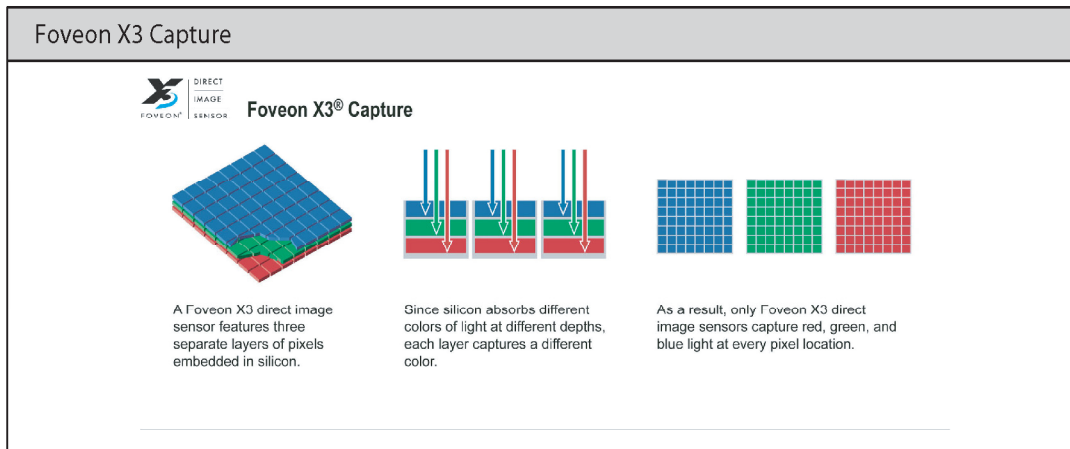 Foveon X3 Capture
X3
DIRECT
IMAGE
SENSOR
FOVEON®
Foveon X3® Capture
A Foveon X3 direct image
sensor features three
separate layers of pixels
embedded in silicon.
Since silicon absorbs different
colors of light at different depths,
each layer captures a different
color.
As a result, only Foveon X3 direct
image sensors capture red, green, and
blue light at every pixel location.